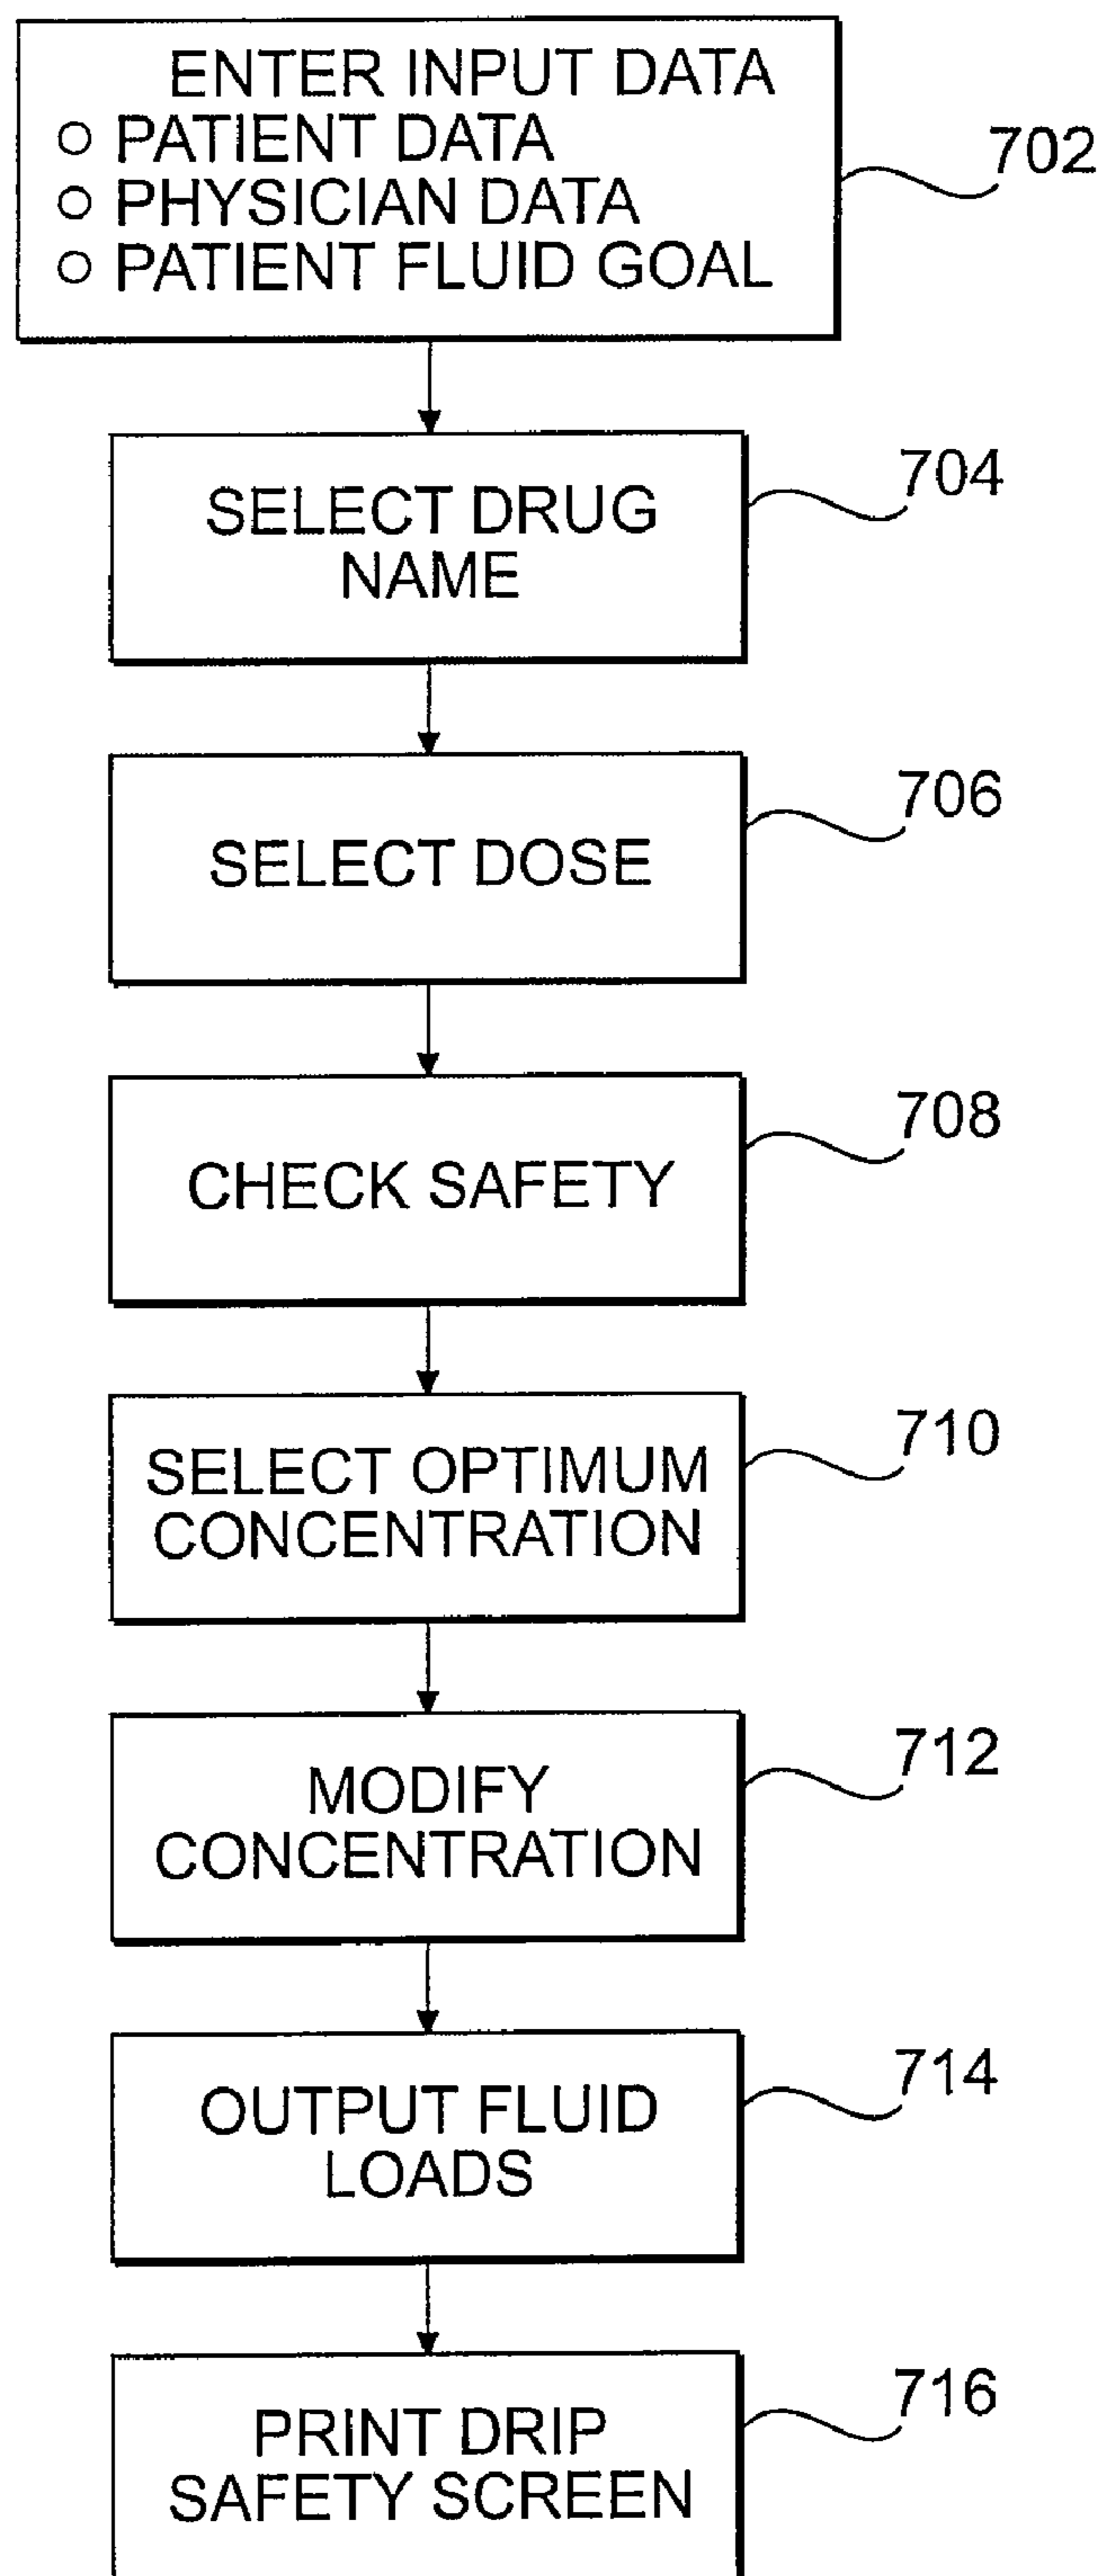 ENTER INPUT DATA
○ PATIENT DATA
○ PHYSICIAN DATA
○ PATIENT FLUID GOAL
702
SELECT DRUG
NAME
704
SELECT DOSE
706
CHECK SAFETY
708
SELECT OPTIMUM
CONCENTRATION
710
MODIFY
CONCENTRATION
712
OUTPUT FLUID
LOADS
714
PRINT DRIP
SAFETY SCREEN
716